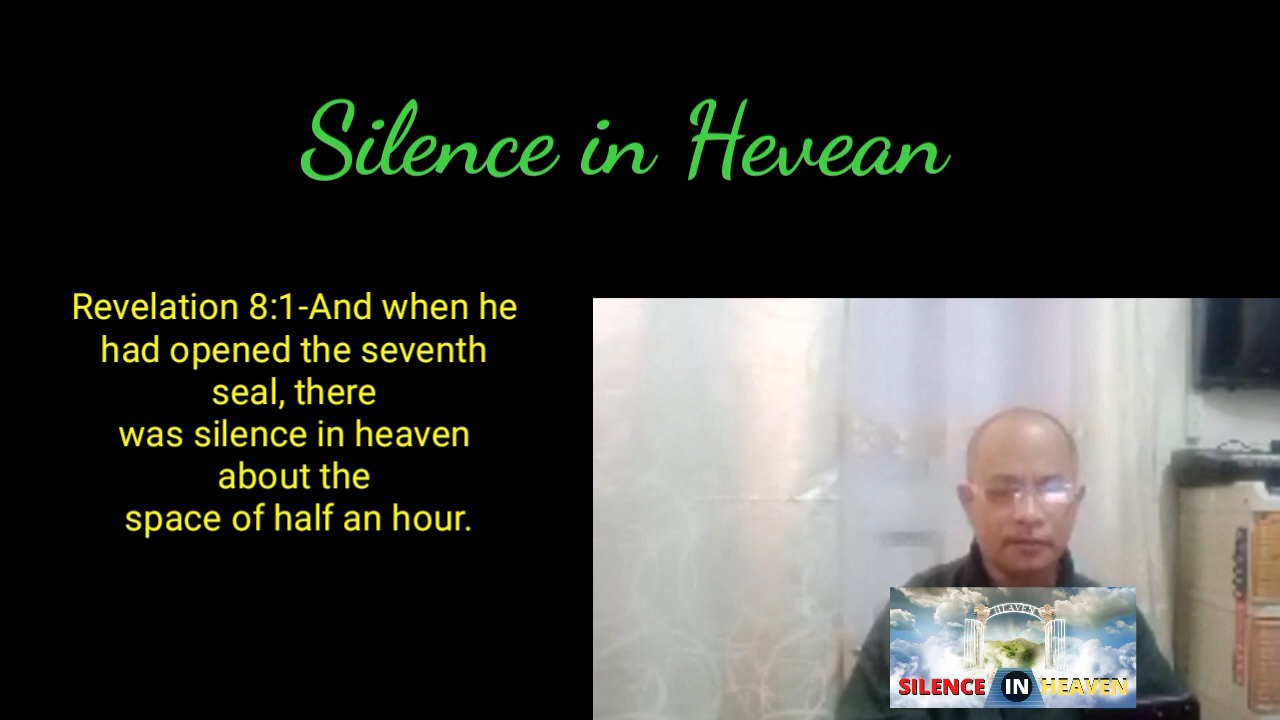 Silence in Hevean
Revelation 8:1-And when he
had opened the seventh
seal, there
was silence in heaven
about the
space of half an hour.
HEAVEN
SILENCE IN HEAVEN